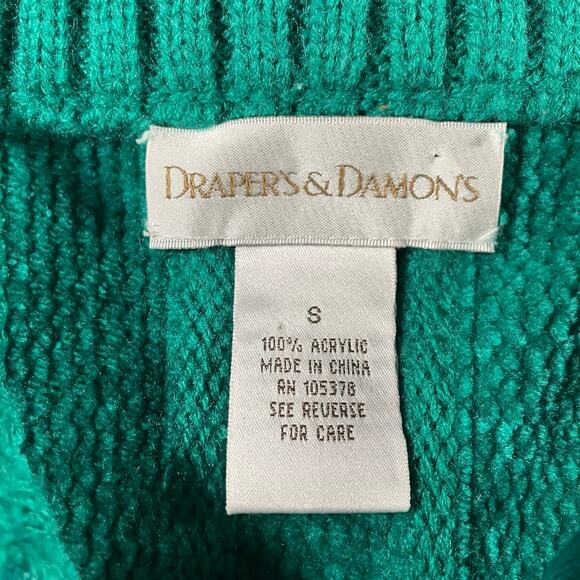 DRAPER'S & DAMON'S
S
100% ACRYLIC
MADE IN CHINA
RN 105378
SEE REVERSE
FOR CARE